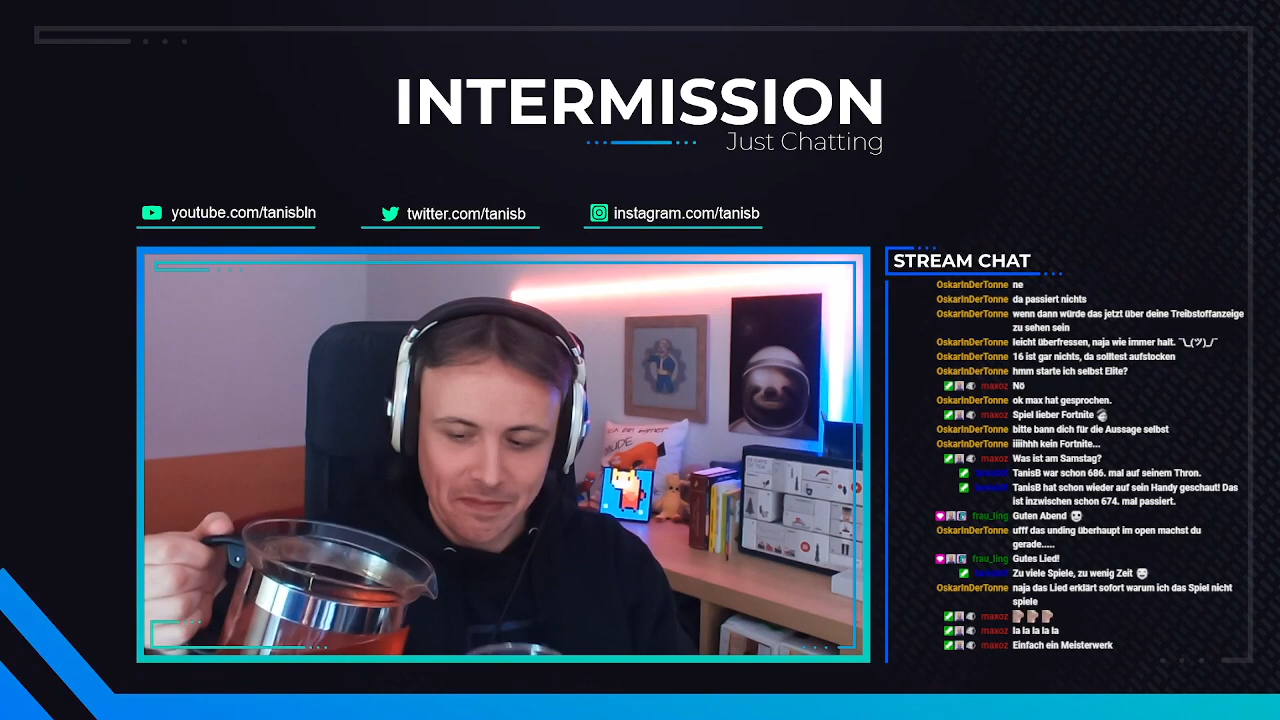 INTERMISSION
Just Chatting
youtube.com/tanisbln
twitter.com/tanisb
instagram.com/tanisb
STREAM CHAT
OskarInDerTonne ne
OskarInDerTonne da passiert nichts
OskarInDerTonne wenn dann würde das jetzt über deine Treibstoffanzeige
zu sehen sein
OskarInDerTonne leicht überfressen, naja wie immer halt. ¯\_(ツ)_/¯
OskarInDerTonne 16 ist gar nichts, da solltest aufstocken
OskarInDerTonne hmm starte ich selbst Elite?
maxoz Nö
OskarInDerTonne ok max hat gesprochen.
maxoz Spiel lieber Fortnite
OskarInDerTonne bitte bann dich für die Aussage selbst
OskarInDerTonne iiiihhh kein Fortnite...
maxoz Was ist am Samstag?
TanisB war schon 686. mal auf seinem Thron.
TanisB hat schon wieder auf sein Handy geschaut! Das
ist inzwischen schon 674. mal passiert.
frau_ling Guten Abend
OskarInDerTonne ufff das unding überhaupt im open machst du
gerade.....
frau_ling Gutes Lied!
Zu viele Spiele, zu wenig Zeit
OskarInDerTonne naja das Lied erklärt sofort warum ich das Spiel nicht
spiele
maxoz
maxoz la la la la la
maxoz Einfach ein Meisterwerk